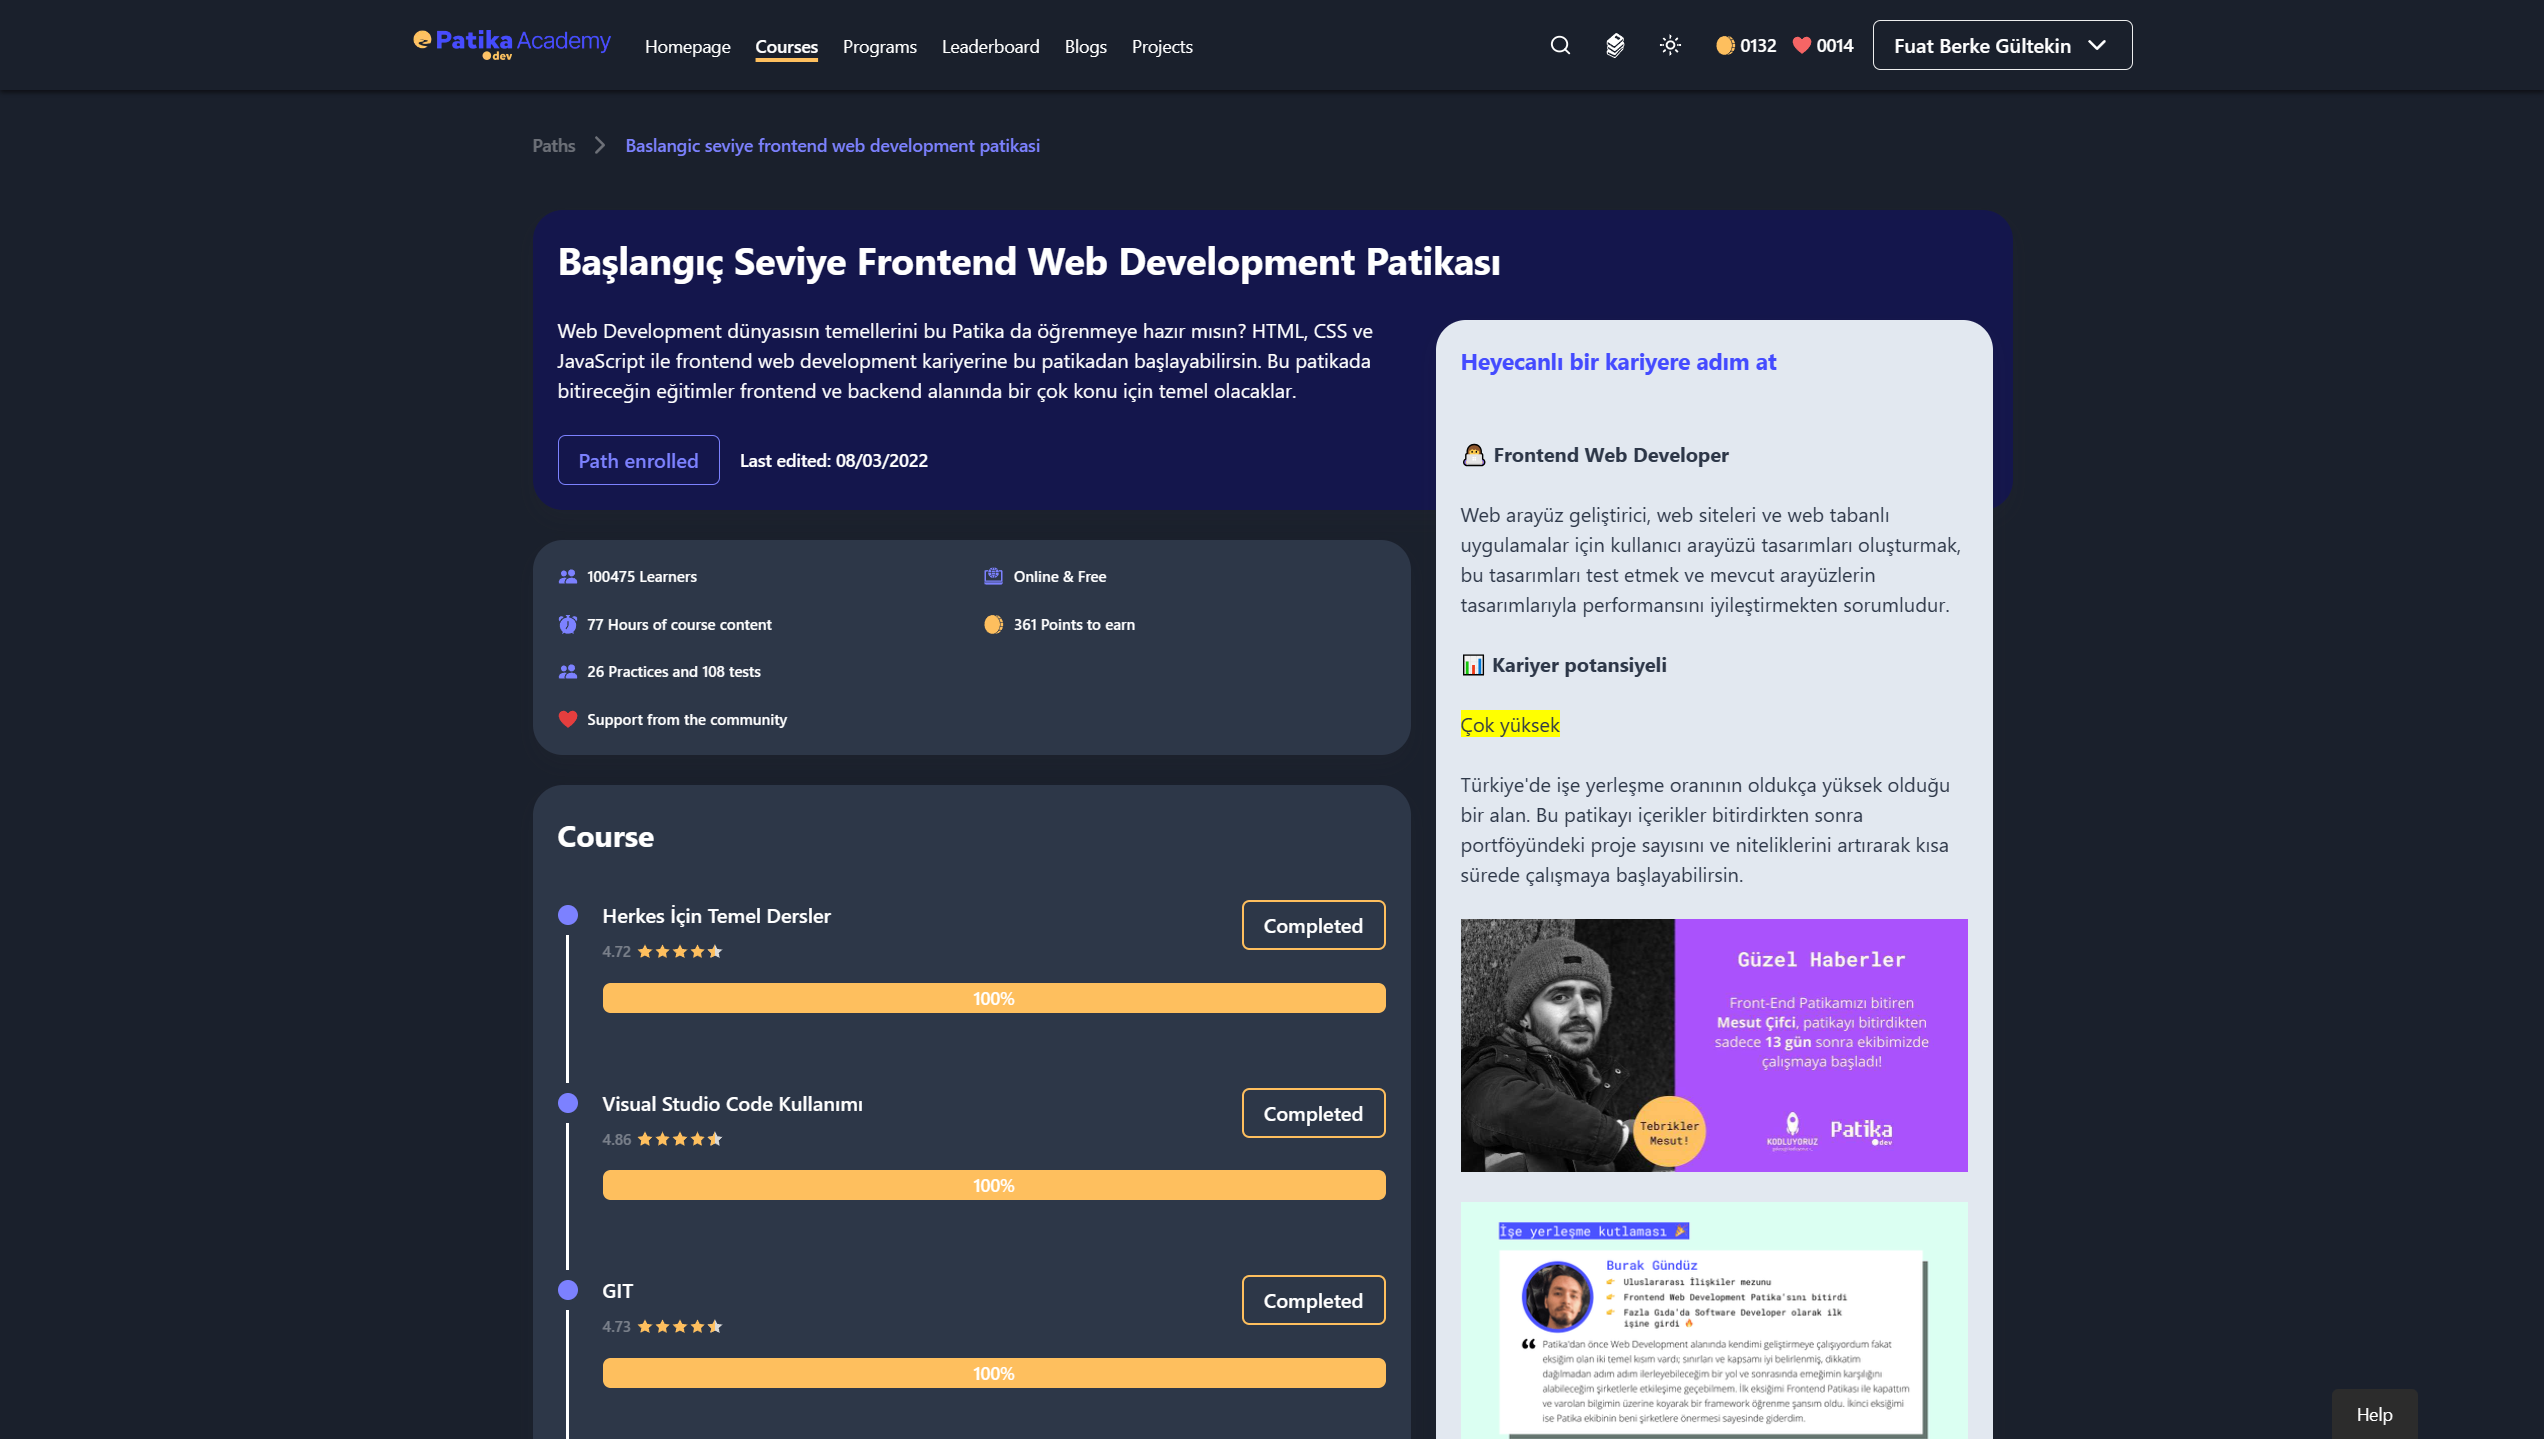 Patika Academy
dev
Homepage
Courses
Programs
Leaderboard
Blogs
Projects
0132
0014
Fuat Berke Gültekin
Paths
Baslangic seviye frontend web development patikasi
Başlangıç Seviye Frontend Web Development Patikası
Web Development dünyasısın temellerini bu Patika da öğrenmeye hazır mısın? HTML, CSS ve
JavaScript ile frontend web development kariyerine bu patikadan başlayabilirsin. Bu patikada
bitireceğin eğitimler frontend ve backend alanında bir çok konu için temel olacaklar.
Path enrolled
Last edited: 08/03/2022
100475 Learners
Online & Free
77 Hours of course content
361 Points to earn
26 Practices and 108 tests
Support from the community
Course
Herkes İçin Temel Dersler
Completed
4.72
100%
Visual Studio Code Kullanımı
Completed
4.86
100%
GIT
Completed
4.73
100%
Heyecanlı bir kariyere adım at
Frontend Web Developer
Web arayüz geliştirici, web siteleri ve web tabanlı
uygulamalar için kullanıcı arayüzü tasarımları oluşturmak,
bu tasarımları test etmek ve mevcut arayüzlerin
tasarımlarıyla performansını iyileştirmekten sorumludur.
Kariyer potansiyeli
Çok yüksek
Türkiye'de işe yerleşme oranının oldukça yüksek olduğu
bir alan. Bu patikayı içerikler bitirdirkten sonra
portföyündeki proje sayısını ve niteliklerini artırarak kısa
sürede çalışmaya başlayabilirsin.
Güzel Haberler
Front-End Patikamızı bitiren
Mesut Çifci, patikayı bitirdikten
sadece 13 gün sonra ekibimizde
çalışmaya başladı!
Tebrikler
Mesut!
KODLUYORUZ
Patika
dev
İşe yerleşme kutlaması
Burak Gündüz
Uluslararası İlişkiler mezunu
Frontend Web Development Patika'sını bitirdi
Fazla Gıda'da Software Developer olarak ilk
işine girdi
Patika'dan önce Web Development alanında kendimi geliştirmeye çalışıyordum fakat
eksiğim olan iki temel kısım vardı; sınırları ve kapsamı iyi belirlenmiş, dikkatim
dağılmadan adım adım ilerleyebileceğim bir yol ve sonrasında emeğimin karşılığını
alabileceğim şirketlerle etkileşime geçebilmem. İlk eksiğimi Frontend Patikası ile kapattım
ve varolan bilgimin üzerine koyarak bir framework öğrenme şansım oldu. İkinci eksiğimi
ise Patika ekibinin beni şirketlere önermesi sayesinde giderdim.
Help